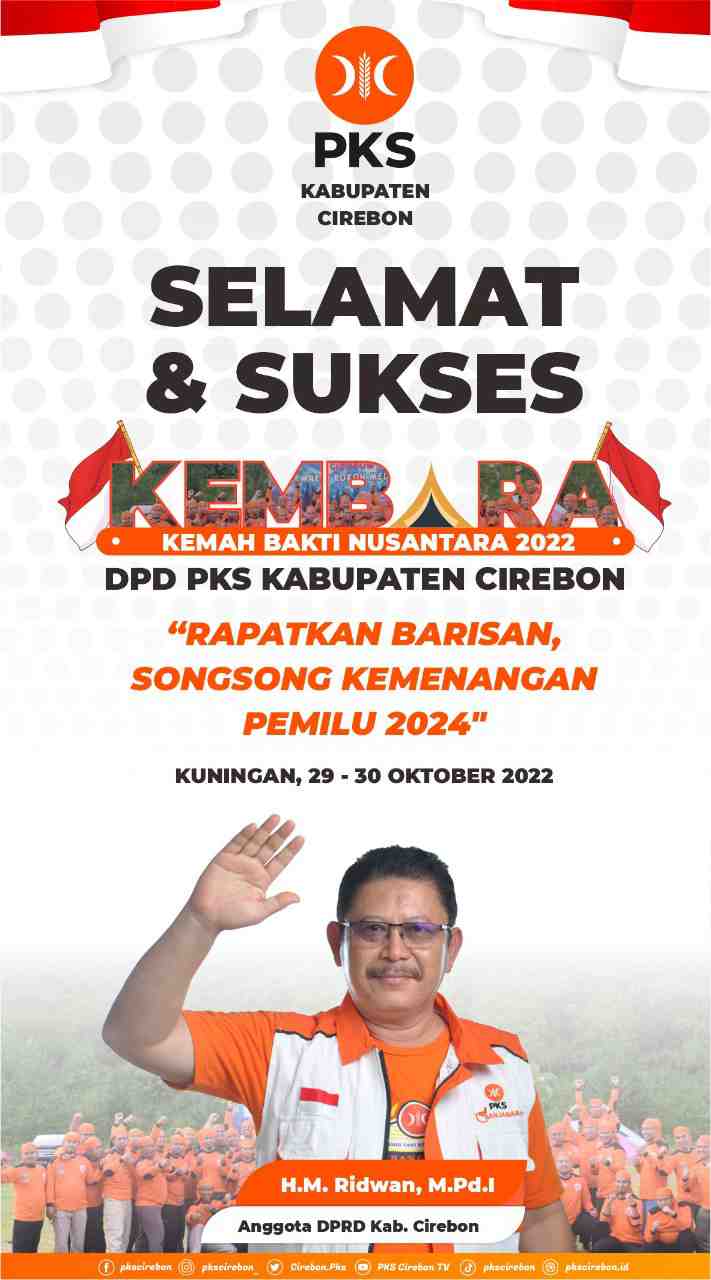 PKS
KABUPATEN
CIREBON
SELAMAT
& SUKSES
KEMBARA
KEMAH BAKTI NUSANTARA 2022
DPD PKS KABUPATEN CIREBON
“RAPATKAN BARISAN,
SONGSONG KEMENANGAN
PEMILU 2024"
KUNINGAN, 29 - 30 OKTOBER 2022
PKS
H.M. Ridwan, M.Pd.I
Anggota DPRD Kab. Cirebon
pkscirebon pkscirebon_ Cirebon.Pks PKS Cirebon TV pkscirebon pkscirebon.id